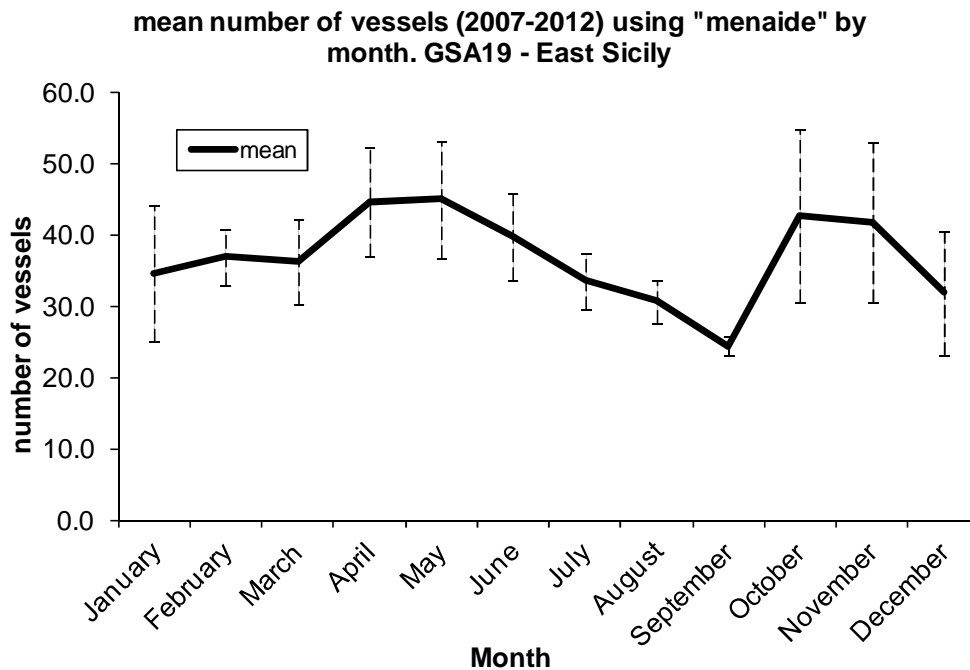 mean number of vessels (2007-2012) using "menaide" by
month. GSA19 - East Sicily
60.0
50.0
40.0
30.0
20.0
10.0
0.0
number of vessels
mean
January
February
March
April
May
June
July
August
September
October
November
December
Month